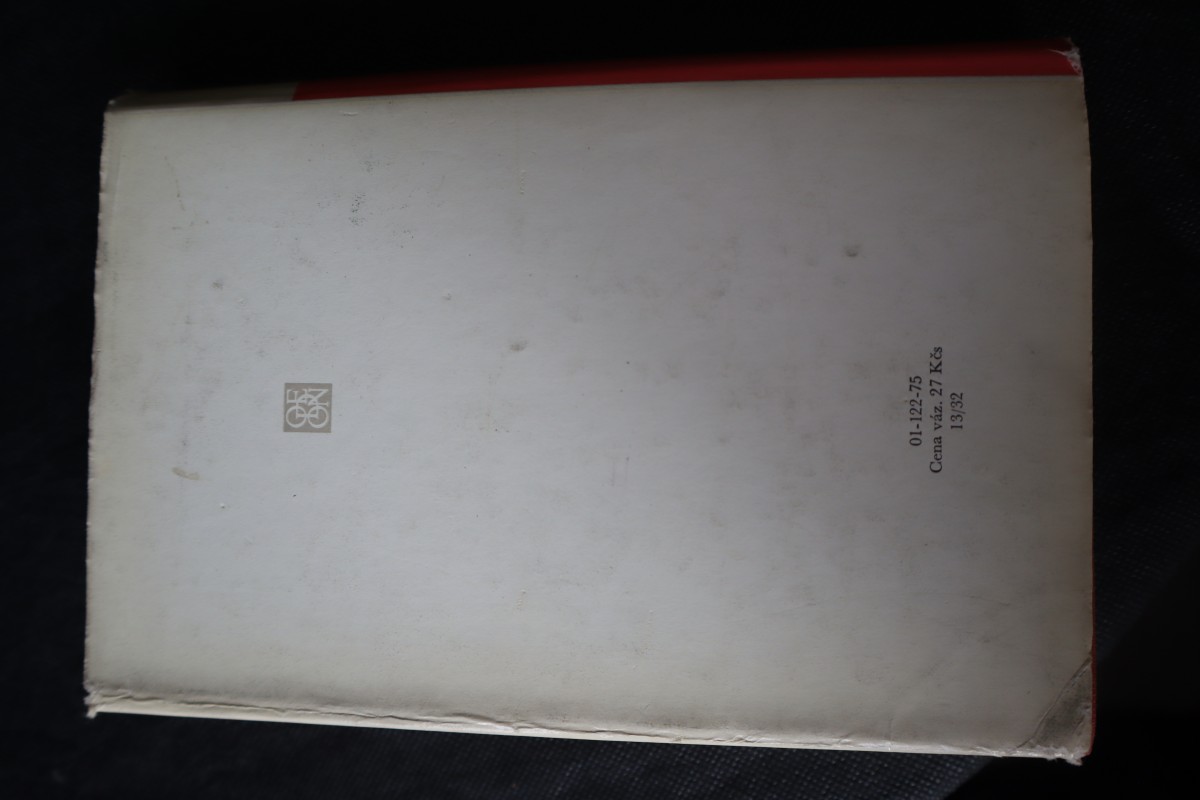 01-122-75
Cena váz. 27 Kčs
13/32